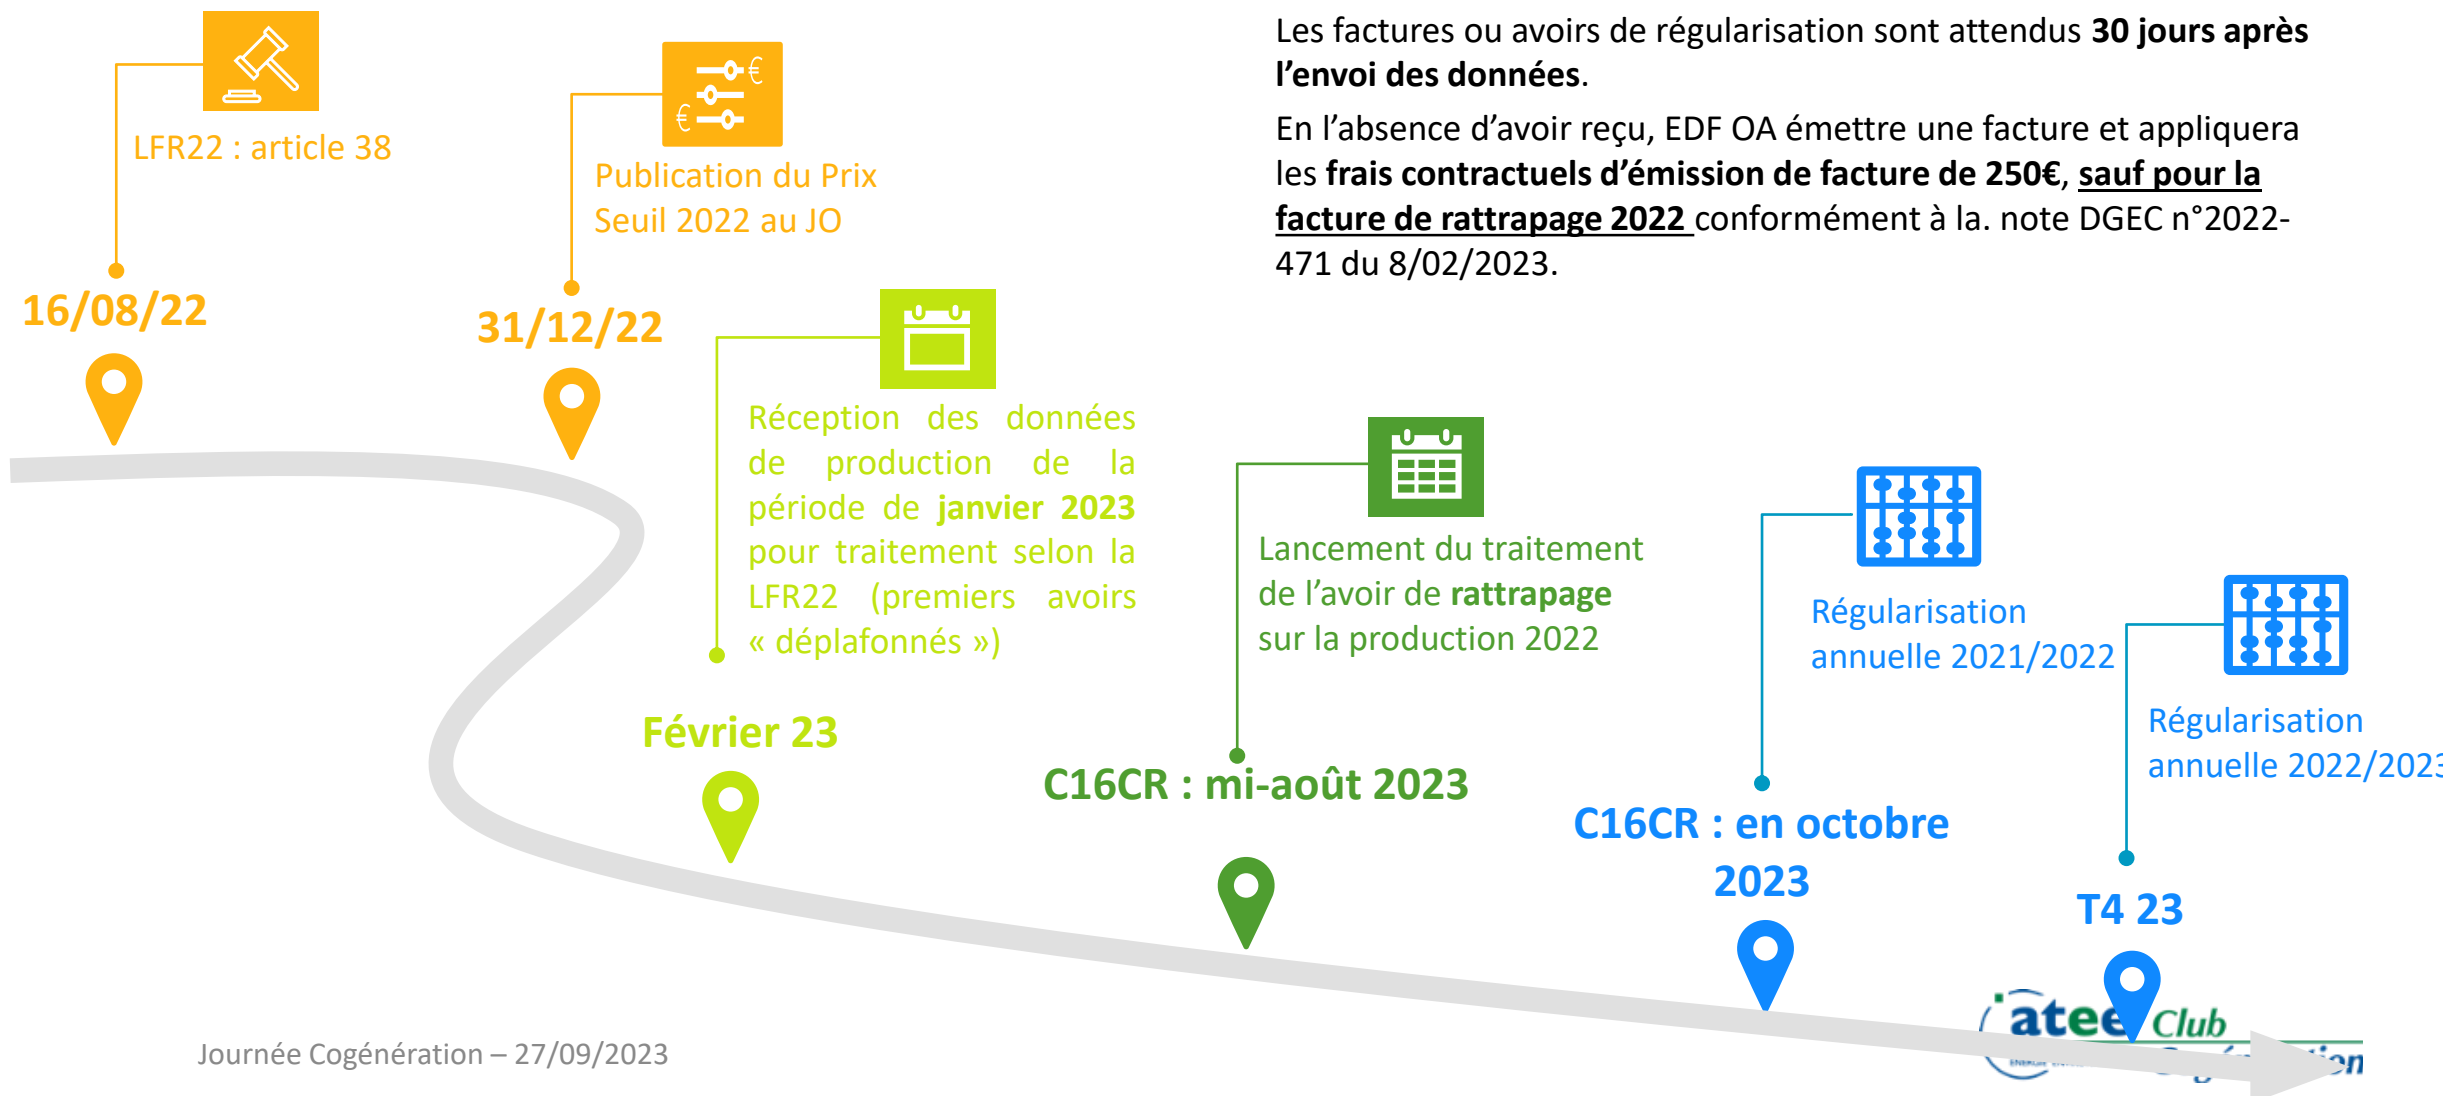 Les factures ou avoirs de régularisation sont attendus 30 jours après
l'envoi des données.
En l'absence d'avoir reçu, EDF OA émettre une facture et appliquera
les frais contractuels d'émission de facture de 250€, sauf pour la
facture de rattrapage 2022 conformément à la. note DGEC n°2022-
471 du 8/02/2023.
LFR22 : article 38
16/08/22
€
€
Publication du Prix
Seuil 2022 au JO
31/12/22
Réception des données
de production de la
période de janvier 2023
pour traitement selon la
LFR22 (premiers avoirs
« déplafonnés »)
Février 23
Lancement du traitement
de l'avoir de rattrapage
sur la production 2022
C16CR : mi-août 2023
Régularisation
annuelle 2021/2022
C16CR : en octobre
2023
Régularisation
annuelle 2022/2023
T4 23
atee Club
Journée Cogénération – 27/09/2023